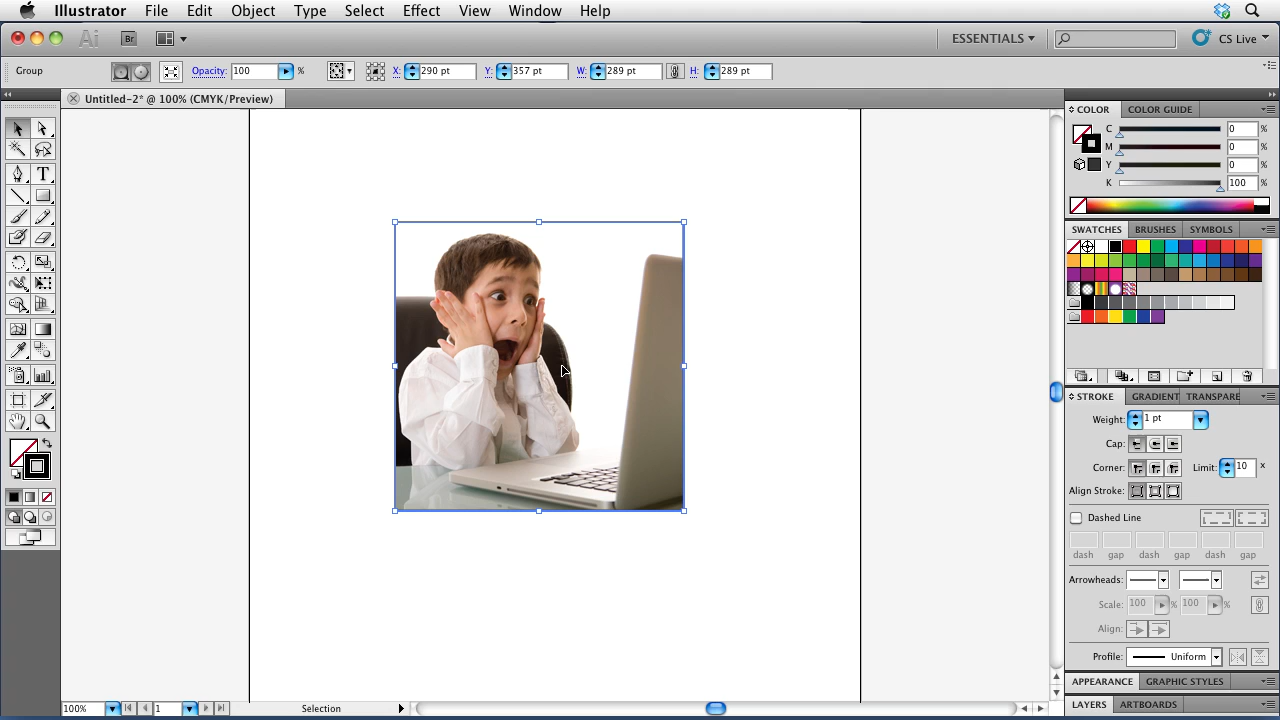 Illustrator File Edit Object Type Select Effect View Window Help
Ai Br ESSENTIALS CS Live
Group Opacity: 100 % X: 290 pt Y: 357 pt W: 289 pt H: 289 pt
Untitled-2* @ 100% (CMYK/Preview)
COLOR COLOR GUIDE
C 0 %
M 0 %
Y 0 %
K 100 %
SWATCHES BRUSHES SYMBOLS
STROKE GRADIENT TRANSPARE
Weight: 1 pt
Cap:
Corner: Limit: 10 x
Align Stroke:
Dashed Line
dash gap dash gap dash gap
Arrowheads:
Scale: 100 % 100 %
Align:
Profile: Uniform
APPEARANCE GRAPHIC STYLES
LAYERS ARTBOARDS
100% 1 Selection